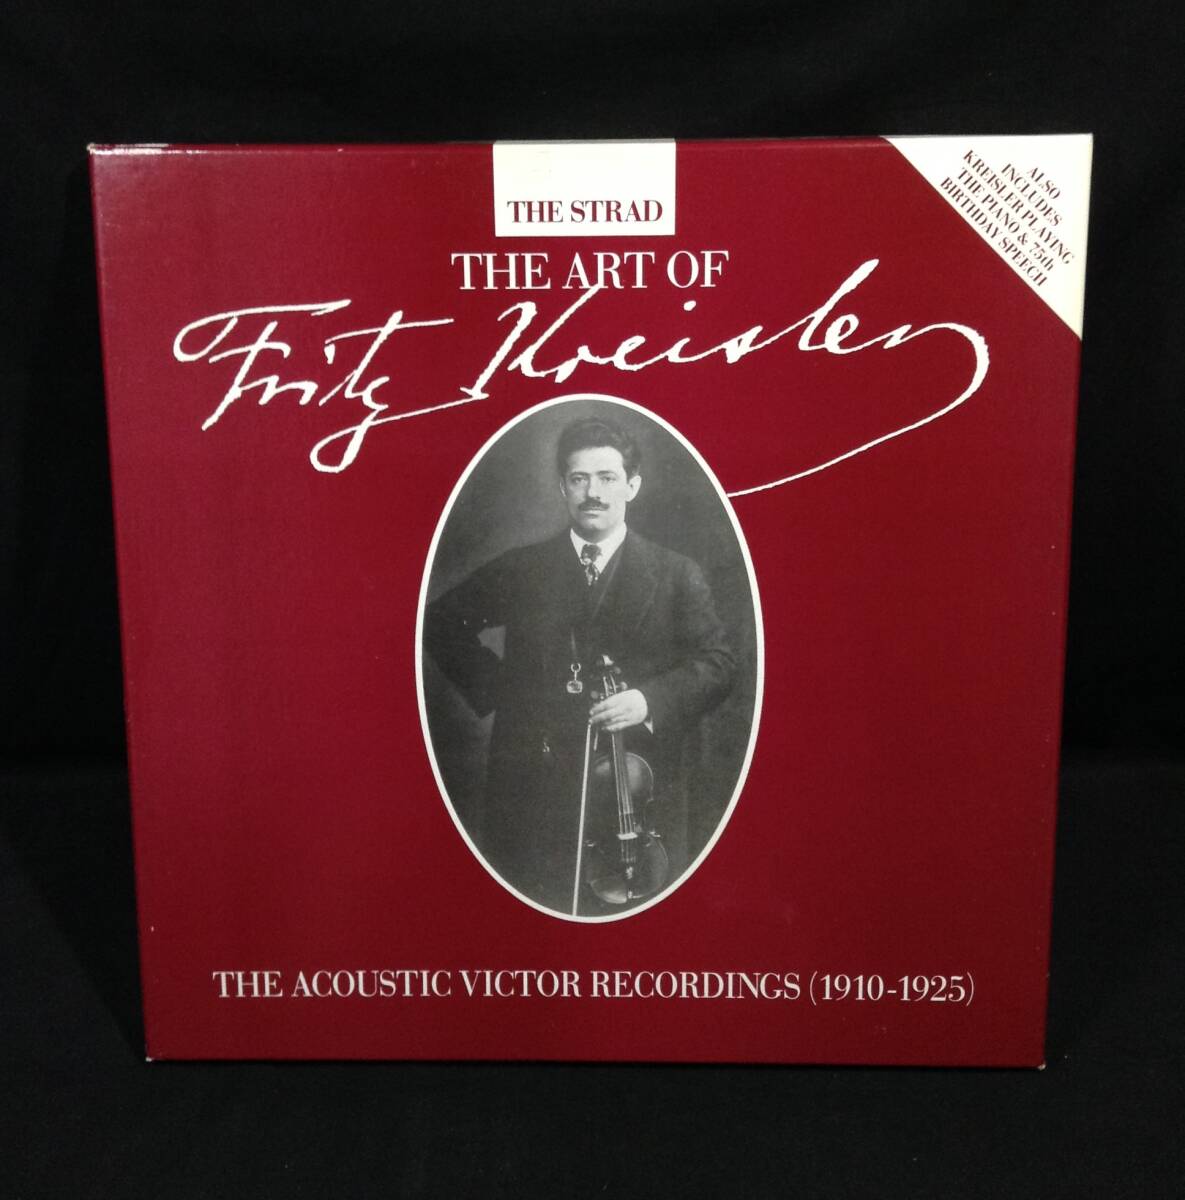 THE STRAD
THE ART OF
Fritz Kreisler
ALSO
INCLUDES
KREISLER PLAYING
THE PIANO & 75th
BIRTHDAY SPEECH
THE ACOUSTIC VICTOR RECORDINGS (1910-1925)